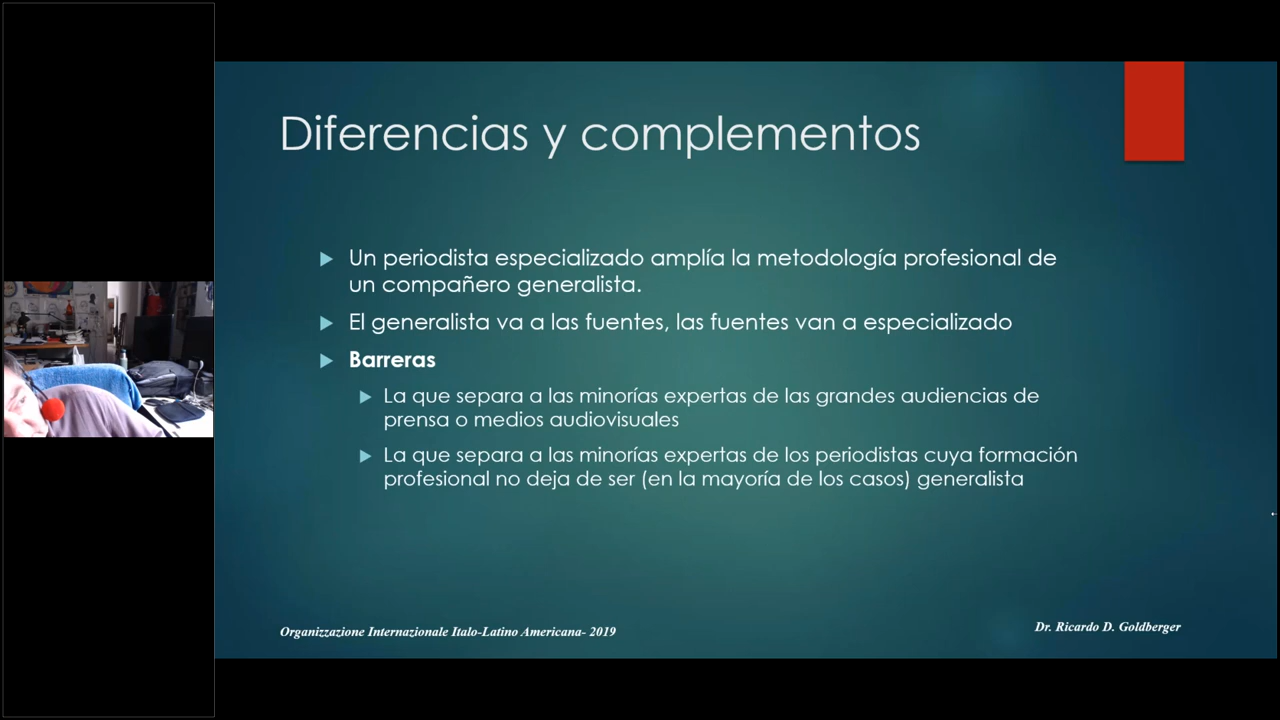 Diferencias y complementos
Un periodista especializado amplía la metodología profesional de
un compañero generalista.
El generalista va a las fuentes, las fuentes van a especializado
Barreras
La que separa a las minorías expertas de las grandes audiencias de
prensa o medios audiovisuales
La que separa a las minorías expertas de los periodistas cuya formación
profesional no deja de ser (en la mayoría de los casos) generalista
Organizzazione Internazionale Italo-Latino Americana- 2019
Dr. Ricardo D. Goldberger